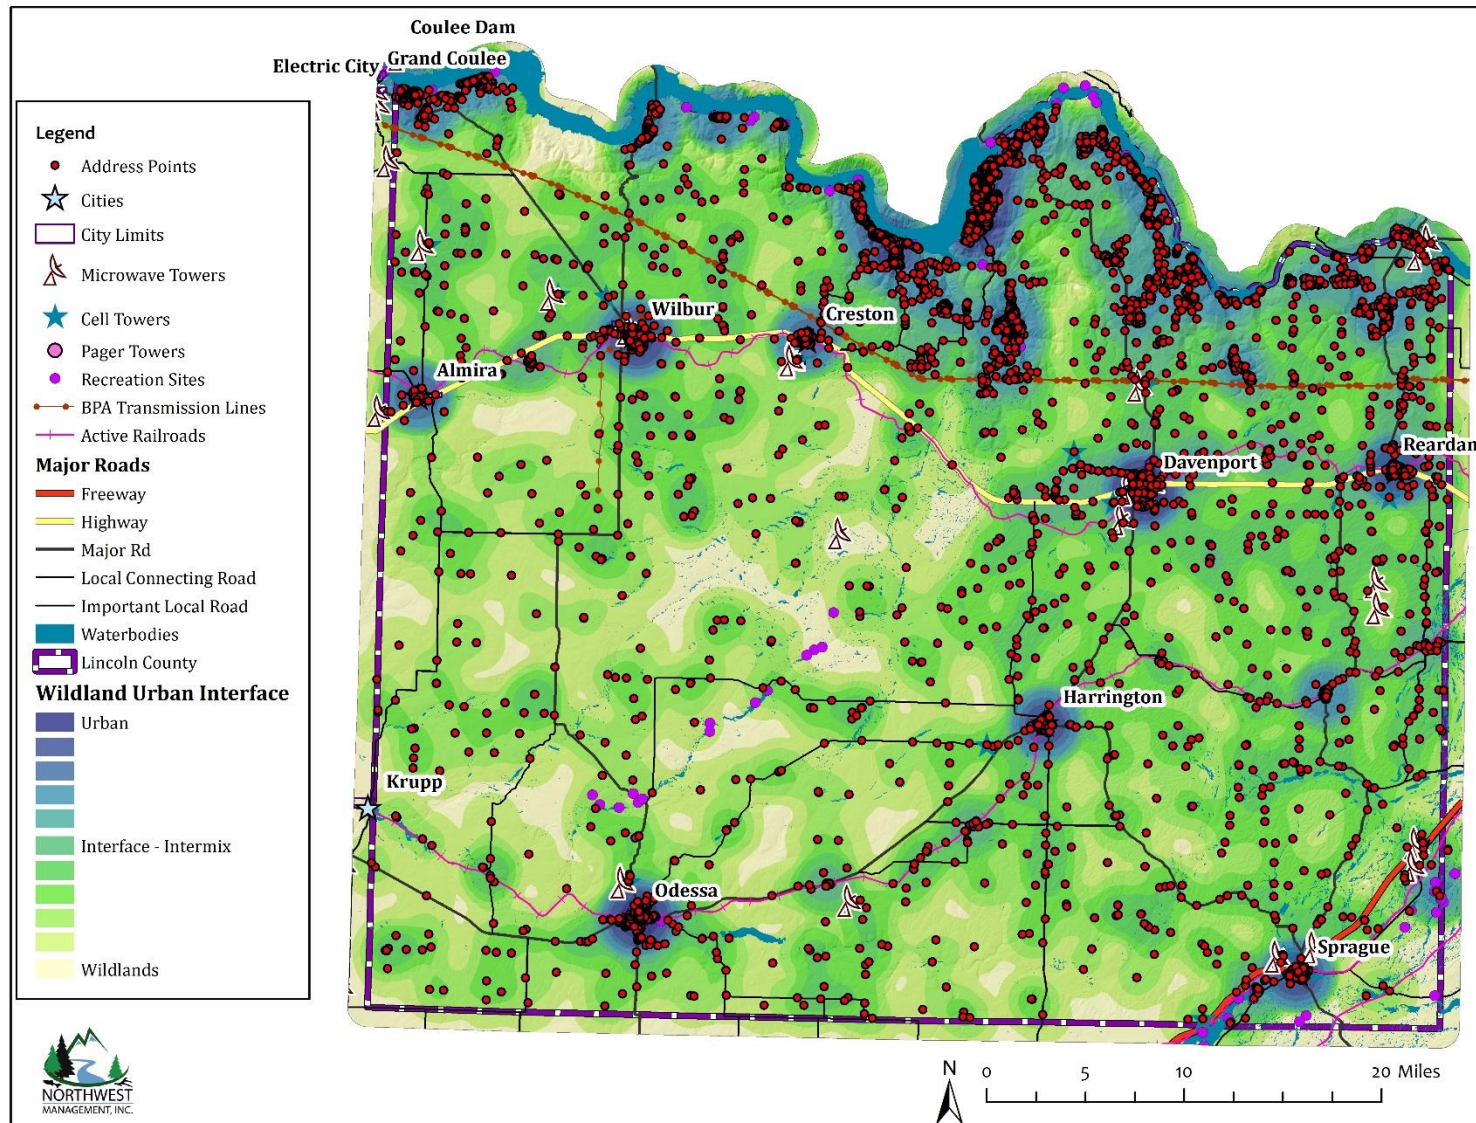 Coulee Dam
Electric City
Grand Coulee
Legend
Address Points
Cities
City Limits
Microwave Towers
Cell Towers
Pager Towers
Recreation Sites
BPA Transmission Lines
Active Railroads
Major Roads
Freeway
Highway
Major Rd
Local Connecting Road
Important Local Road
Waterbodies
Lincoln County
Wildland Urban Interface
Urban
Interface - Intermix
Wildlands
Wilbur
Creston
Almira
Davenport
Reardan
Harrington
Krupp
Odessa
Sprague
NORTHWEST
MANAGEMENT, INC.
N
0 5 10 20 Miles